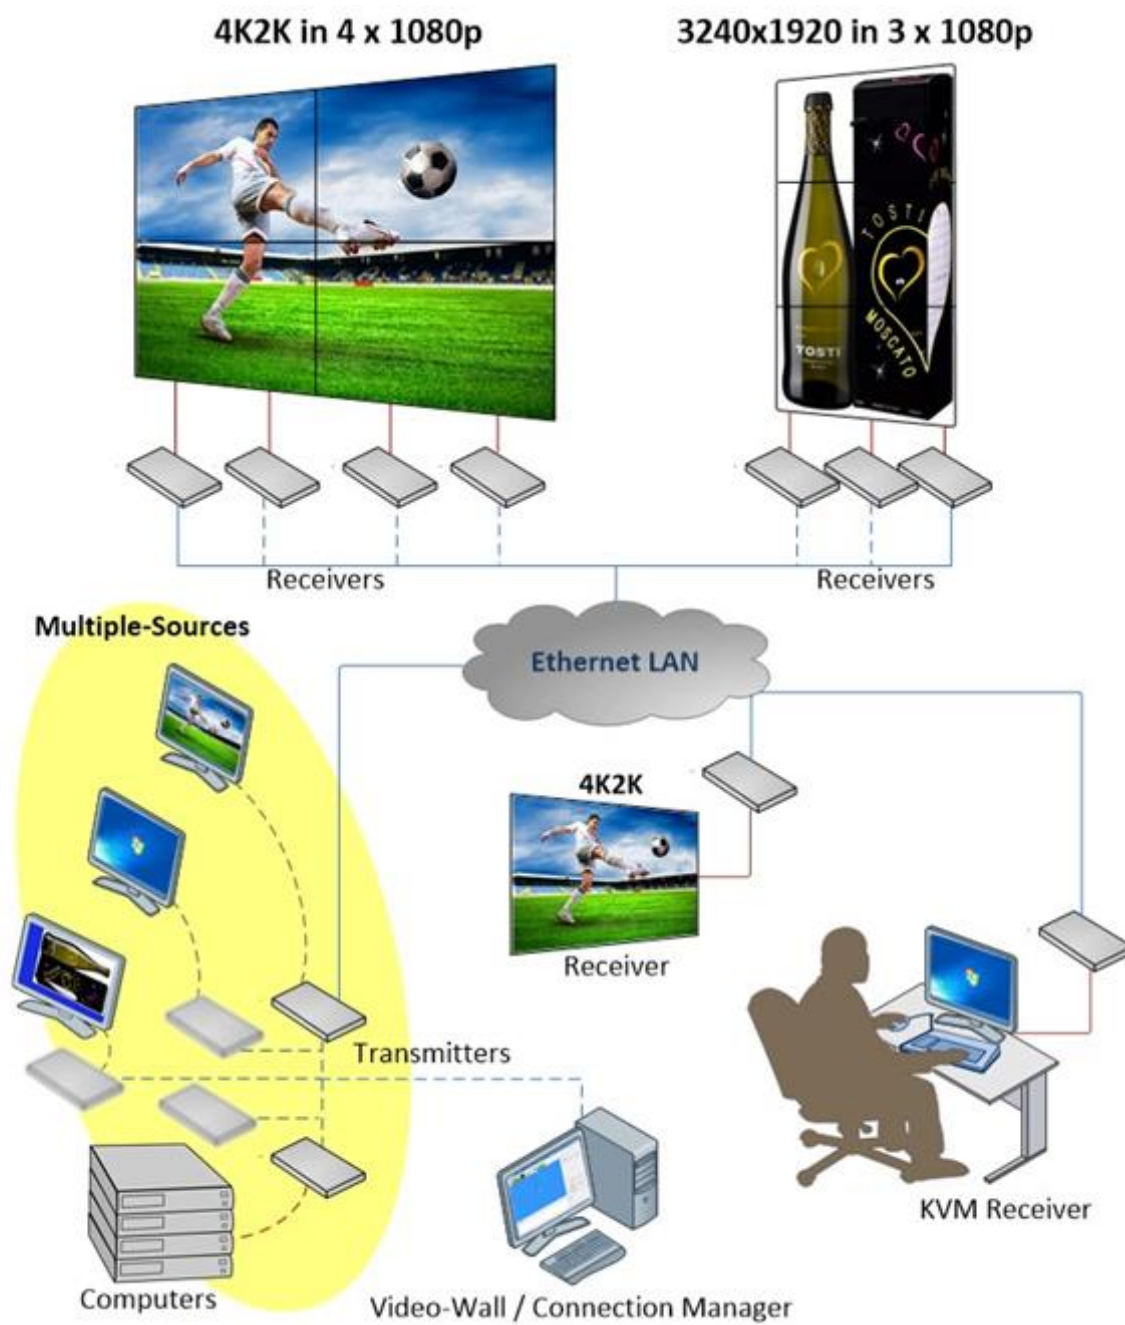 4K2K in 4 x 1080p
3240x1920 in 3 x 1080p
TOSTI
TOSTI
MOSCATO
Receivers
Receivers
Multiple-Sources
Ethernet LAN
4K2K
Receiver
Transmitters
KVM Receiver
Computers
Video-Wall / Connection Manager